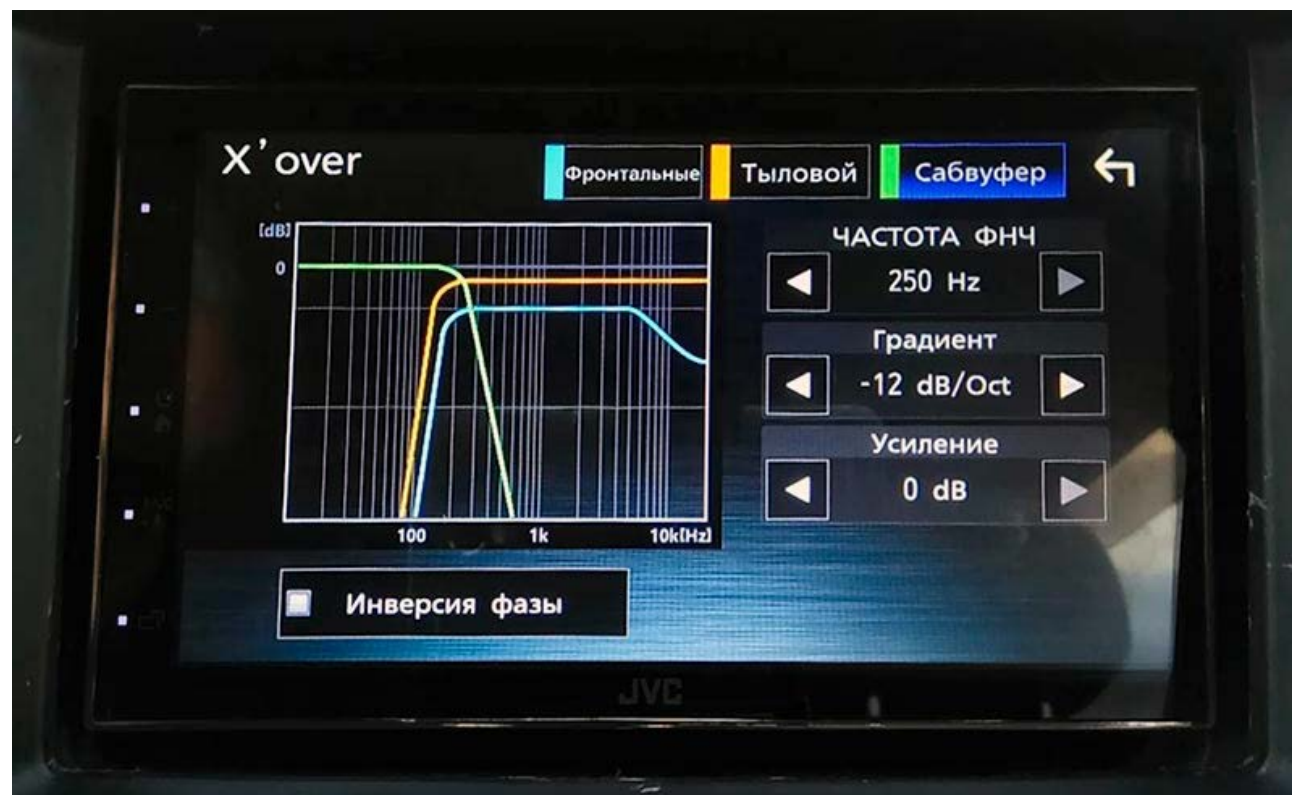 X'over
Фронтальные
Тыловой
Сабвуфер
[dB]
0
100 1k 10k[Hz]
ЧАСТОТА ФНЧ
250 Hz
Градиент
-12 dB/Oct
Усиление
0 dB
Инверсия фазы
JVC